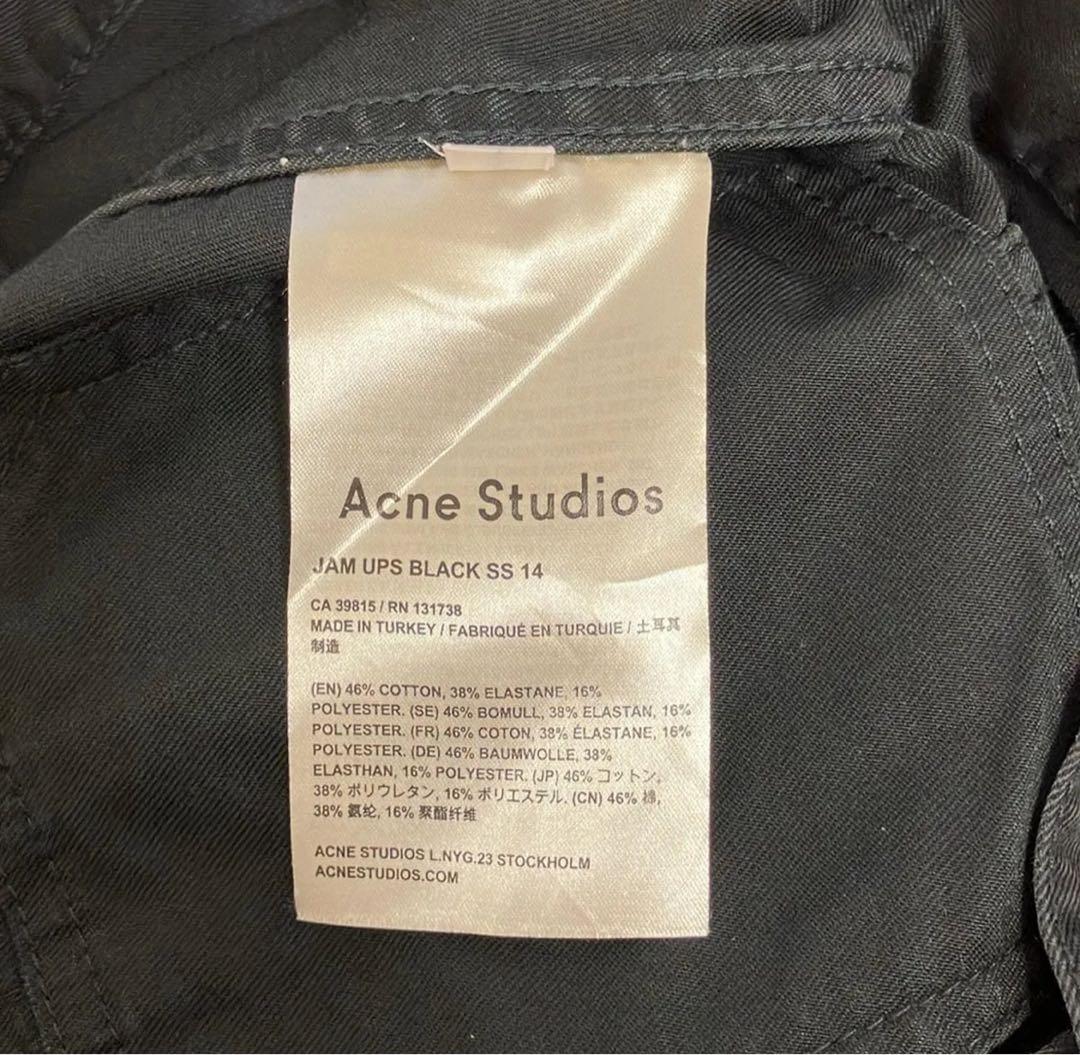 Acne Studios
JAM UPS BLACK SS 14
CA 39815 / RN 131738
MADE IN TURKEY / FABRIQUÉ EN TURQUIE / 土耳其
制造
(EN) 46% COTTON, 38% ELASTANE, 16%
POLYESTER. (SE) 46% BOMULL, 38% ELASTAN, 16%
POLYESTER. (FR) 46% COTON, 38% ÉLASTANE, 16%
POLYESTER. (DE) 46% BAUMWOLLE, 38%
ELASTHAN, 16% POLYESTER. (JP) 46% コットン,
38% ポリウレタン, 16% ポリエステル. (CN) 46% 棉,
38% 氨纶, 16% 聚酯纤维
ACNE STUDIOS L.NYG.23 STOCKHOLM
ACNESTUDIOS.COM